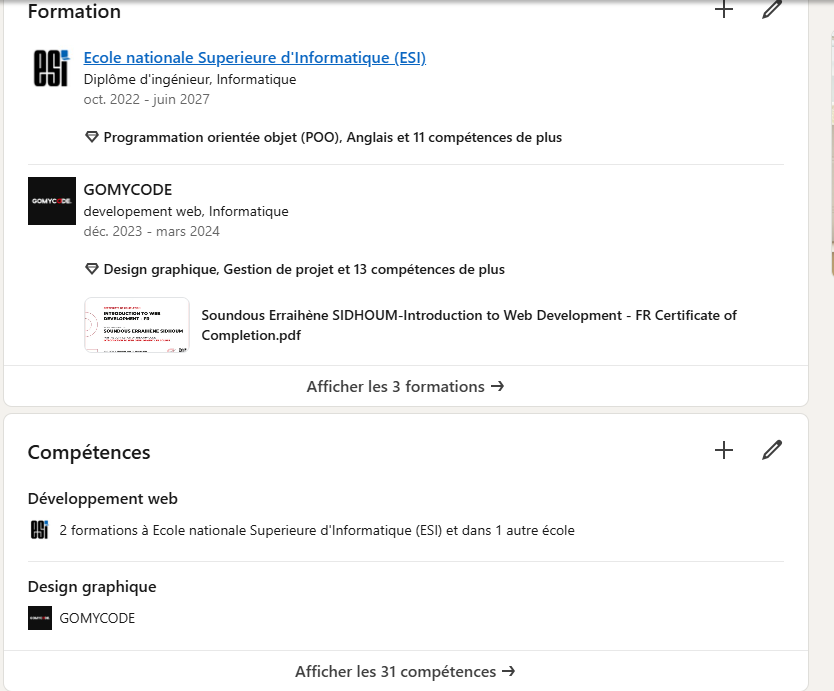 Formation
esi
Ecole nationale Superieure d'Informatique (ESI)
Diplôme d'ingénieur, Informatique
oct. 2022 - juin 2027
Programmation orientée objet (POO), Anglais et 11 compétences de plus
GOMYCODE
GOMYCODE
developement web, Informatique
déc. 2023 - mars 2024
Design graphique, Gestion de projet et 13 compétences de plus
INTRODUCTION TO WEB
DEVELOPMENT - FR
SOUNDOUS ERRAIHÈNE SIDHOUM
Soundous Erraihène SIDHOUM-Introduction to Web Development - FR Certificate of
Completion.pdf
Afficher les 3 formations →
Compétences
Développement web
esi
2 formations à Ecole nationale Superieure d'Informatique (ESI) et dans 1 autre école
Design graphique
GOMYCODE
Afficher les 31 compétences →